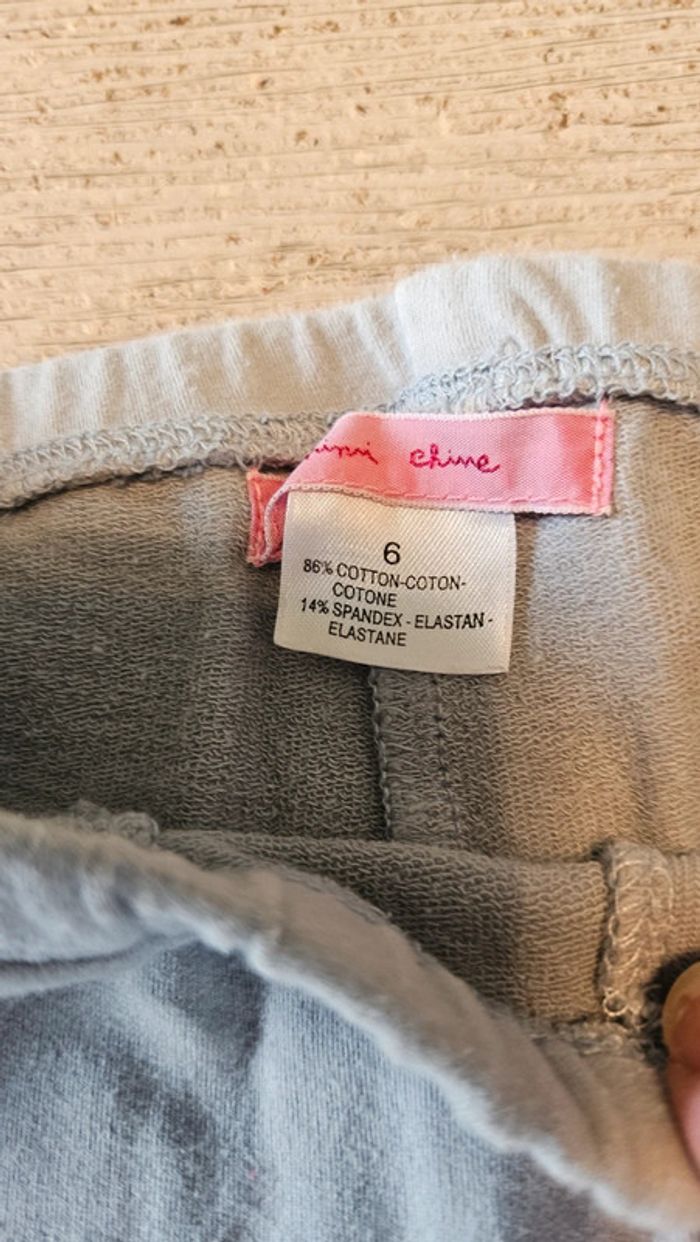 chine
6
86% COTTON-COTON-
COTONE
14% SPANDEX - ELASTAN -
ELASTANE